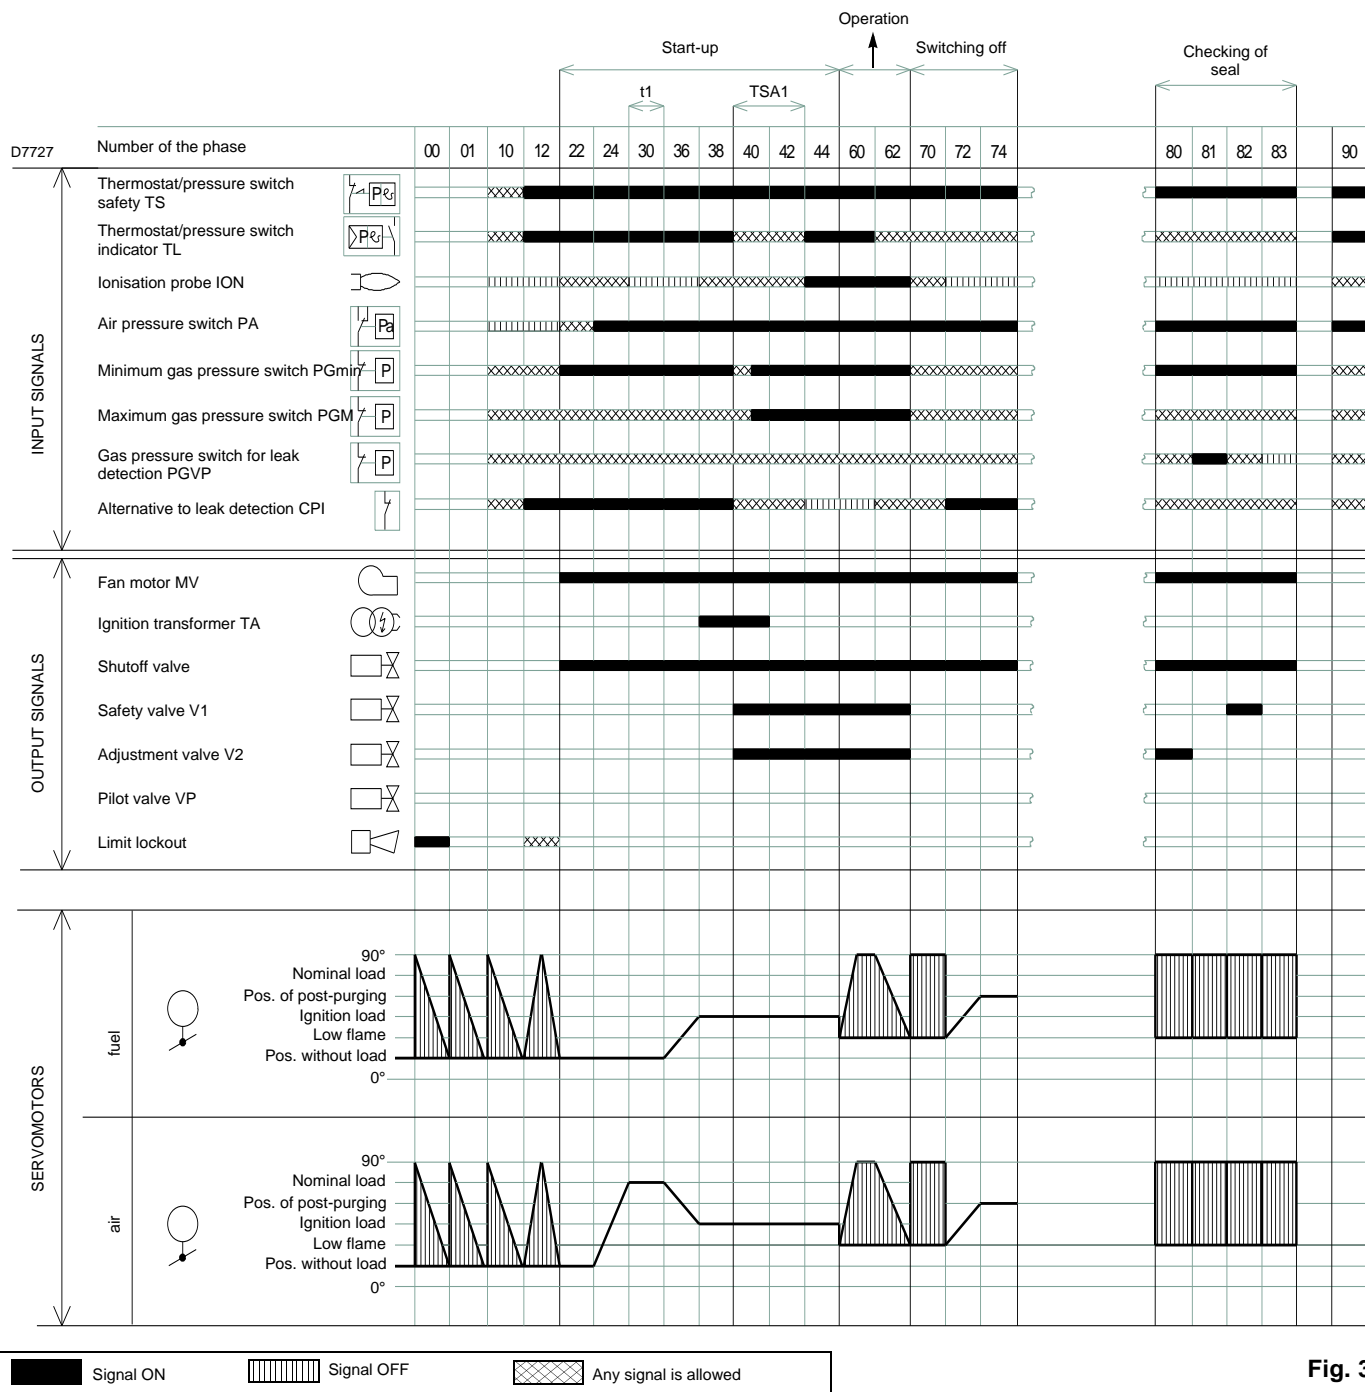 Operation
Start-up
Switching off
Checking of
seal
t1
TSA1
D7727
Number of the phase
00 01 10 12 22 24 30 36 38 40 42 44 60 62 70 72 74 80 81 82 83 90
INPUT SIGNALS
Thermostat/pressure switch
safety TS
P
Thermostat/pressure switch
indicator TL
P
Ionisation probe ION
Air pressure switch PA
Pa
Minimum gas pressure switch PGmin
P
Maximum gas pressure switch PGM
P
Gas pressure switch for leak
detection PGVP
P
Alternative to leak detection CPI
OUTPUT SIGNALS
Fan motor MV
Ignition transformer TA
Shutoff valve
Safety valve V1
Adjustment valve V2
Pilot valve VP
Limit lockout
SERVOMOTORS
fuel
90°
Nominal load
Pos. of post-purging
Ignition load
Low flame
Pos. without load
0°
air
90°
Nominal load
Pos. of post-purging
Ignition load
Low flame
Pos. without load
0°
Signal ON
Signal OFF
Any signal is allowed
Fig. 3